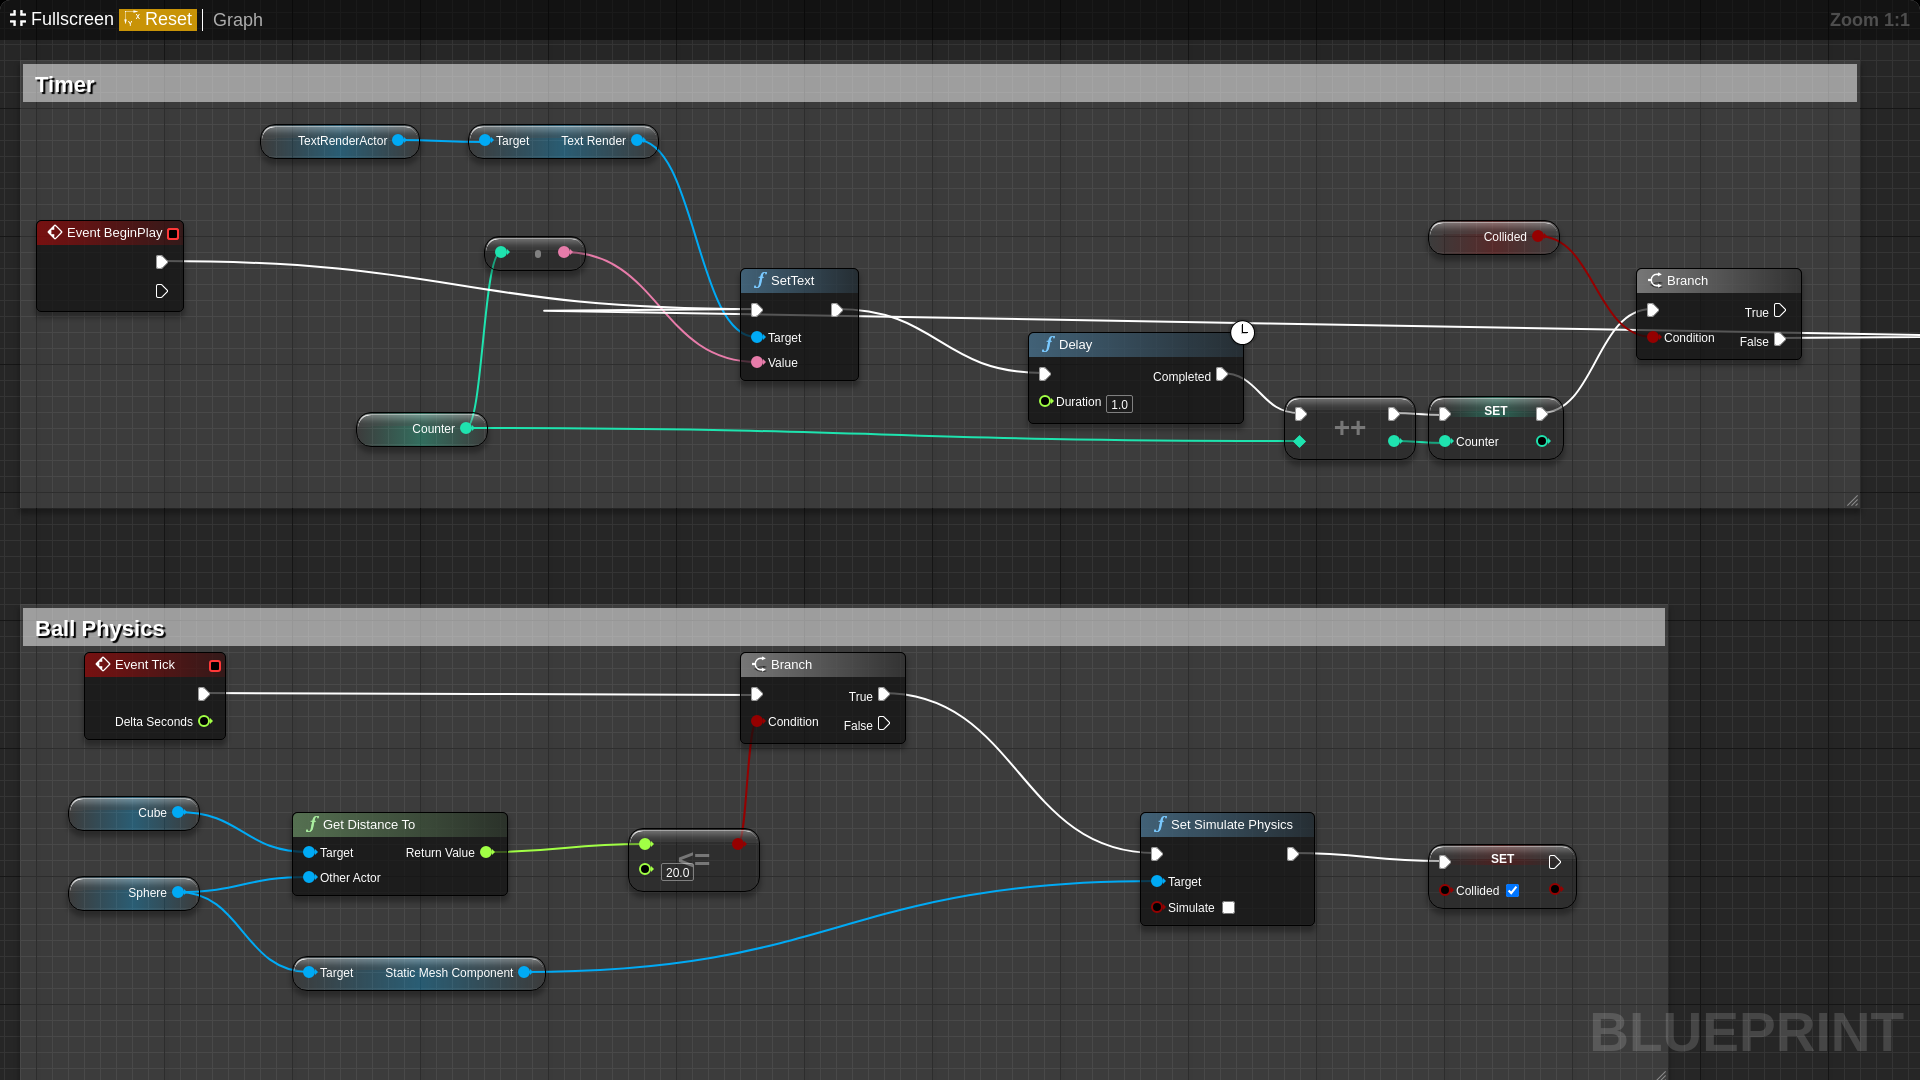 Fullscreen Reset Graph Zoom 1:1
Timer
TextRenderActor
Target Text Render
Event BeginPlay
Collided
SetText
Target
Value
Branch
True
Condition False
Delay
Completed
Duration 1.0
Counter
++
SET
Counter
Ball Physics
Event Tick
Delta Seconds
Branch
True
Condition False
Cube
Sphere
Get Distance To
Target Return Value
Other Actor
<=
20.0
Set Simulate Physics
Target
Simulate
SET
Collided
Target Static Mesh Component
BLUEPRINT